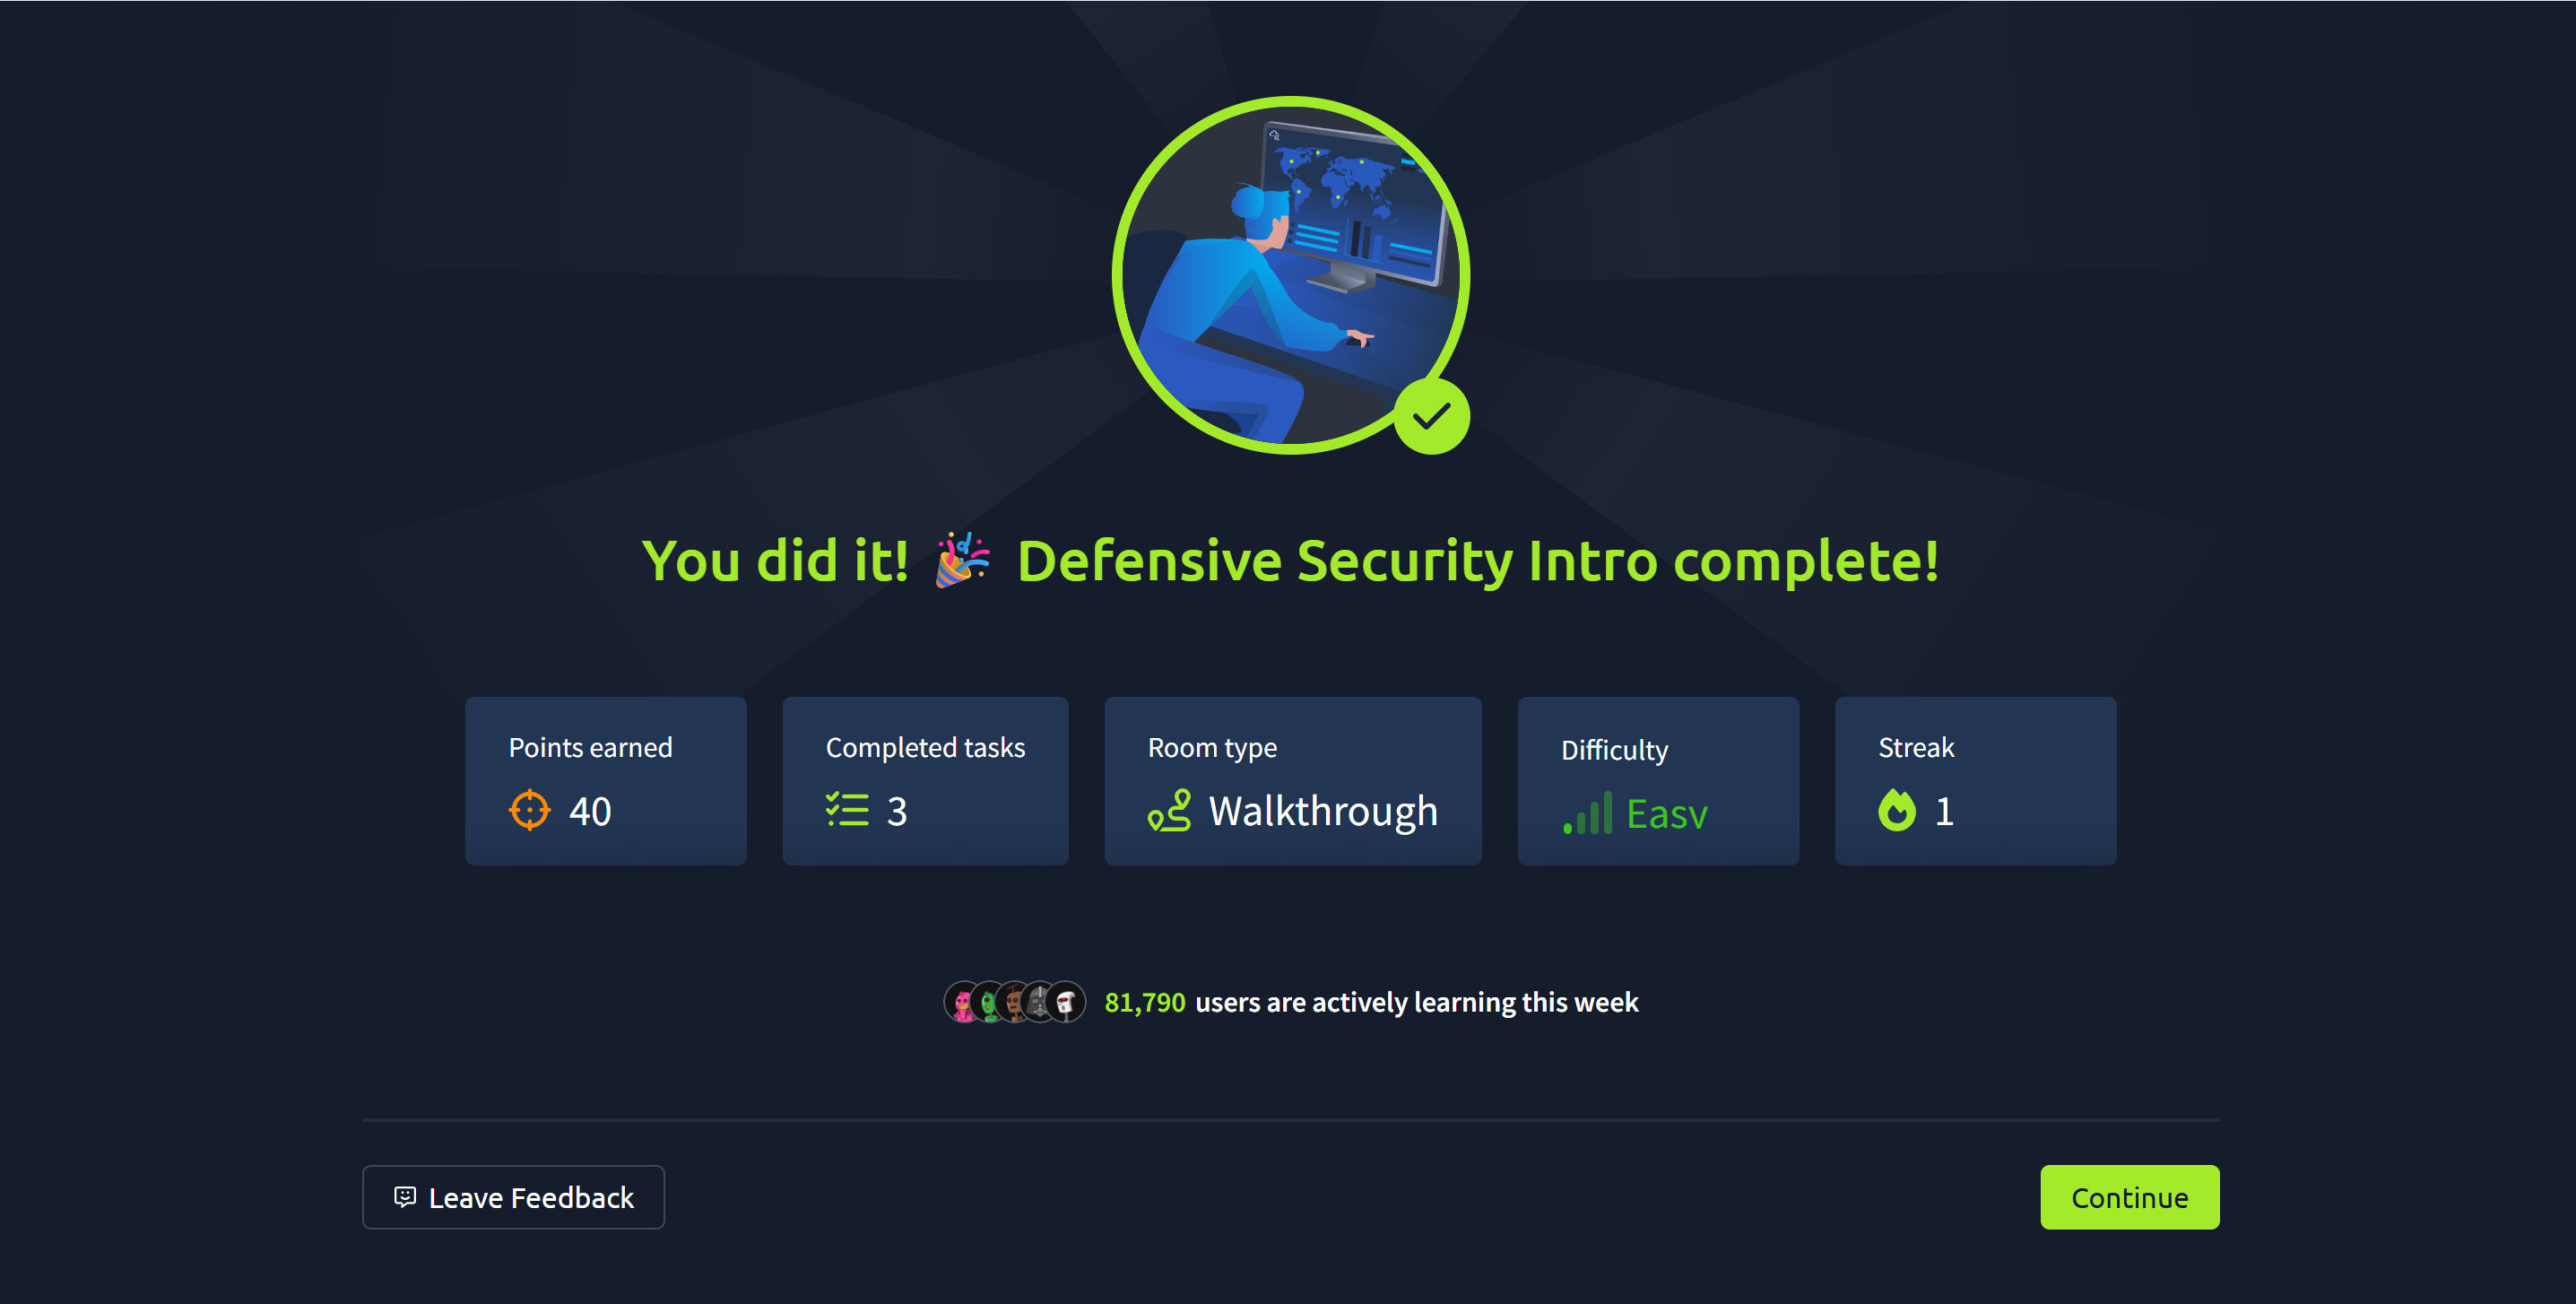 You did it! 🎉 Defensive Security Intro complete!
Points earned
40
Completed tasks
3
Room type
Walkthrough
Difficulty
Easy
Streak
1
81,790 users are actively learning this week
Leave Feedback
Continue